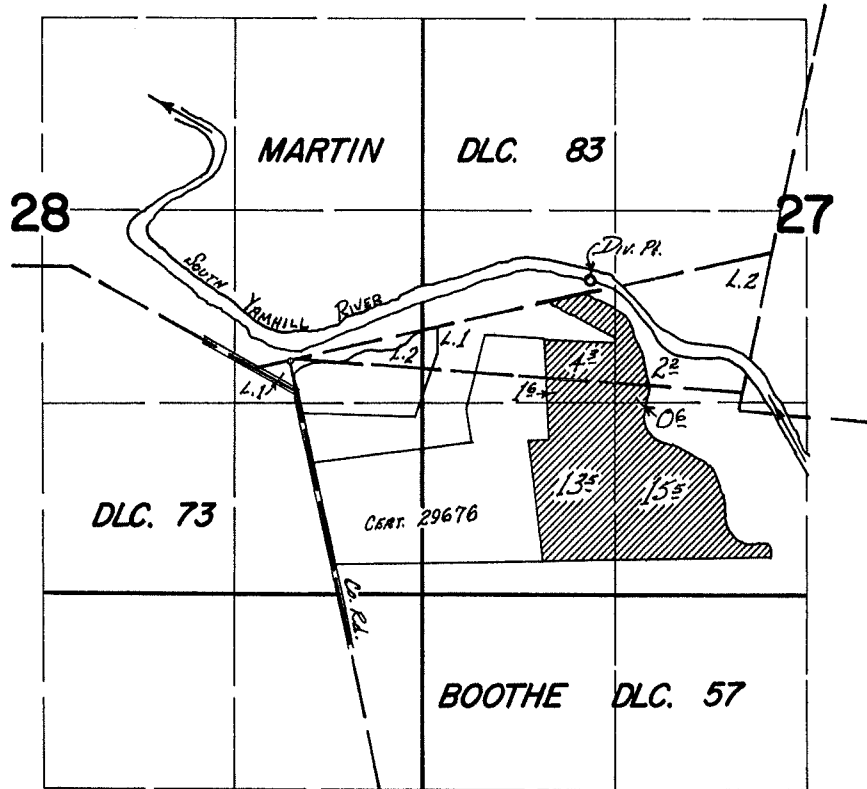 MARTIN DLC. 83
28
27
Div. Pt.
SOUTH YAMHILL RIVER
L.2
L.2
L.1
L.1
4 3
2 2
1 6
0 6
13 5
15 5
DLC. 73
CERT. 29676
Co. Rd.
BOOTHE DLC. 57